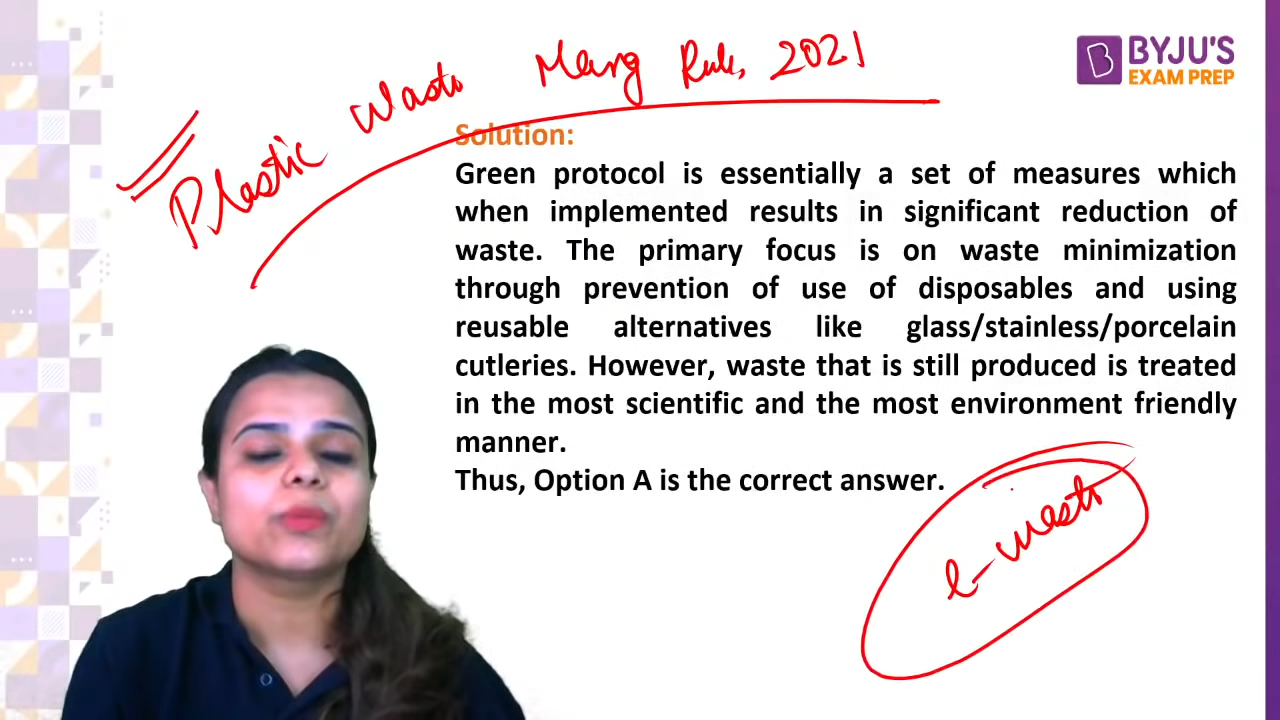 Plastic Waste Mang Rule, 2021
BYJU'S
EXAM PREP
Solution:
Green protocol is essentially a set of measures which
when implemented results in significant reduction of
waste. The primary focus is on waste minimization
through prevention of use of disposables and using
reusable alternatives like glass/stainless/porcelain
cutleries. However, waste that is still produced is treated
in the most scientific and the most environment friendly
manner.
Thus, Option A is the correct answer.
e-waste